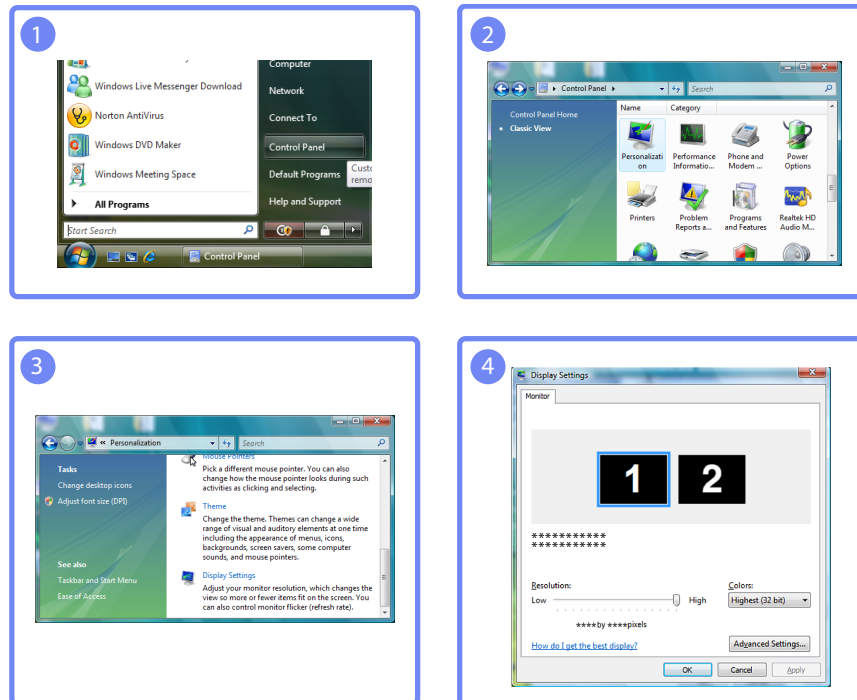 1
Computer
Windows Live Messenger Download
Network
Norton AntiVirus
Connect To
Windows DVD Maker
Control Panel
Custo
remo
Windows Meeting Space
Default Programs
All Programs
Help and Support
Start Search
Control Panel
2
Control Panel
Search
Control Panel Home
Classic View
Name Category
Personalizati
on
Performance
Informatio...
Phone and
Modem ...
Power
Options
Printers
Problem
Reports a...
Programs
and Features
Realtek HD
Audio M...
3
« Personalization
Search
Tasks
Change desktop icons
Adjust font size (DPI)
See also
Taskbar and Start Menu
Ease of Access
Mouse Pointers
Pick a different mouse pointer. You can also
change how the mouse pointer looks during such
activities as clicking and selecting.
Theme
Change the theme. Themes can change a wide
range of visual and auditory elements at one time
including the appearance of menus, icons,
backgrounds, screen savers, some computer
sounds, and mouse pointers.
Display Settings
Adjust your monitor resolution, which changes the
view so more or fewer items fit on the screen. You
can also control monitor flicker (refresh rate).
4
Display Settings
Monitor
1 2
***********
***********
Resolution:
Low High
****by ****pixels
Colors:
Highest (32 bit)
How do I get the best display?
Advanced Settings...
OK Cancel Apply